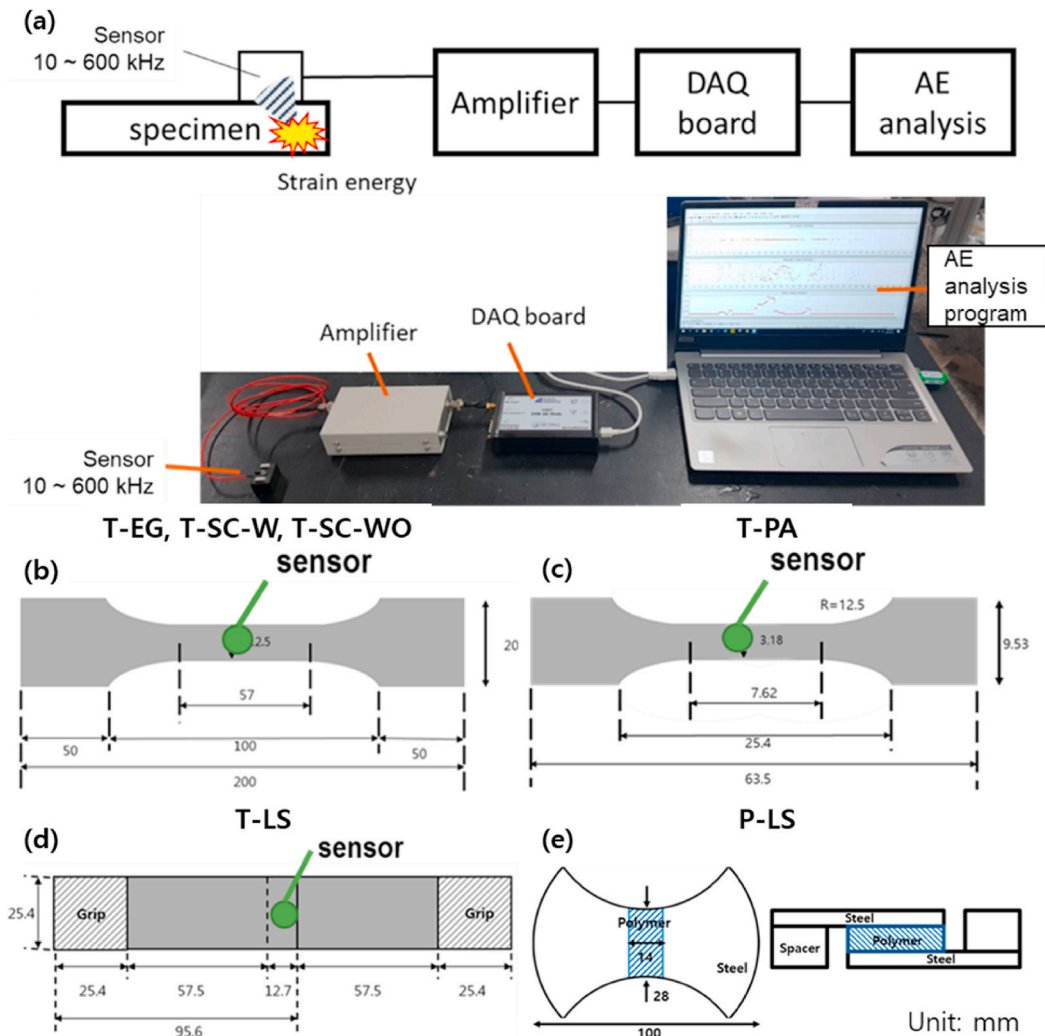 (a)
Sensor
10 ~ 600 kHz
specimen
Strain energy
Amplifier
DAQ
board
AE
analysis
AE
analysis
program
DAQ board
Amplifier
Sensor
10 ~ 600 kHz
T-EG, T-SC-W, T-SC-WO
T-PA
(b)
sensor
12.5
20
57
50
100
50
200
(c)
sensor
R=12.5
3.18
9.53
7.62
25.4
63.5
T-LS
P-LS
(d)
sensor
Grip
Grip
25.4
25.4
57.5
12.7
57.5
25.4
95.6
(e)
Polymer
14
Steel
28
100
Steel
Spacer
Polymer
Steel
Unit: mm